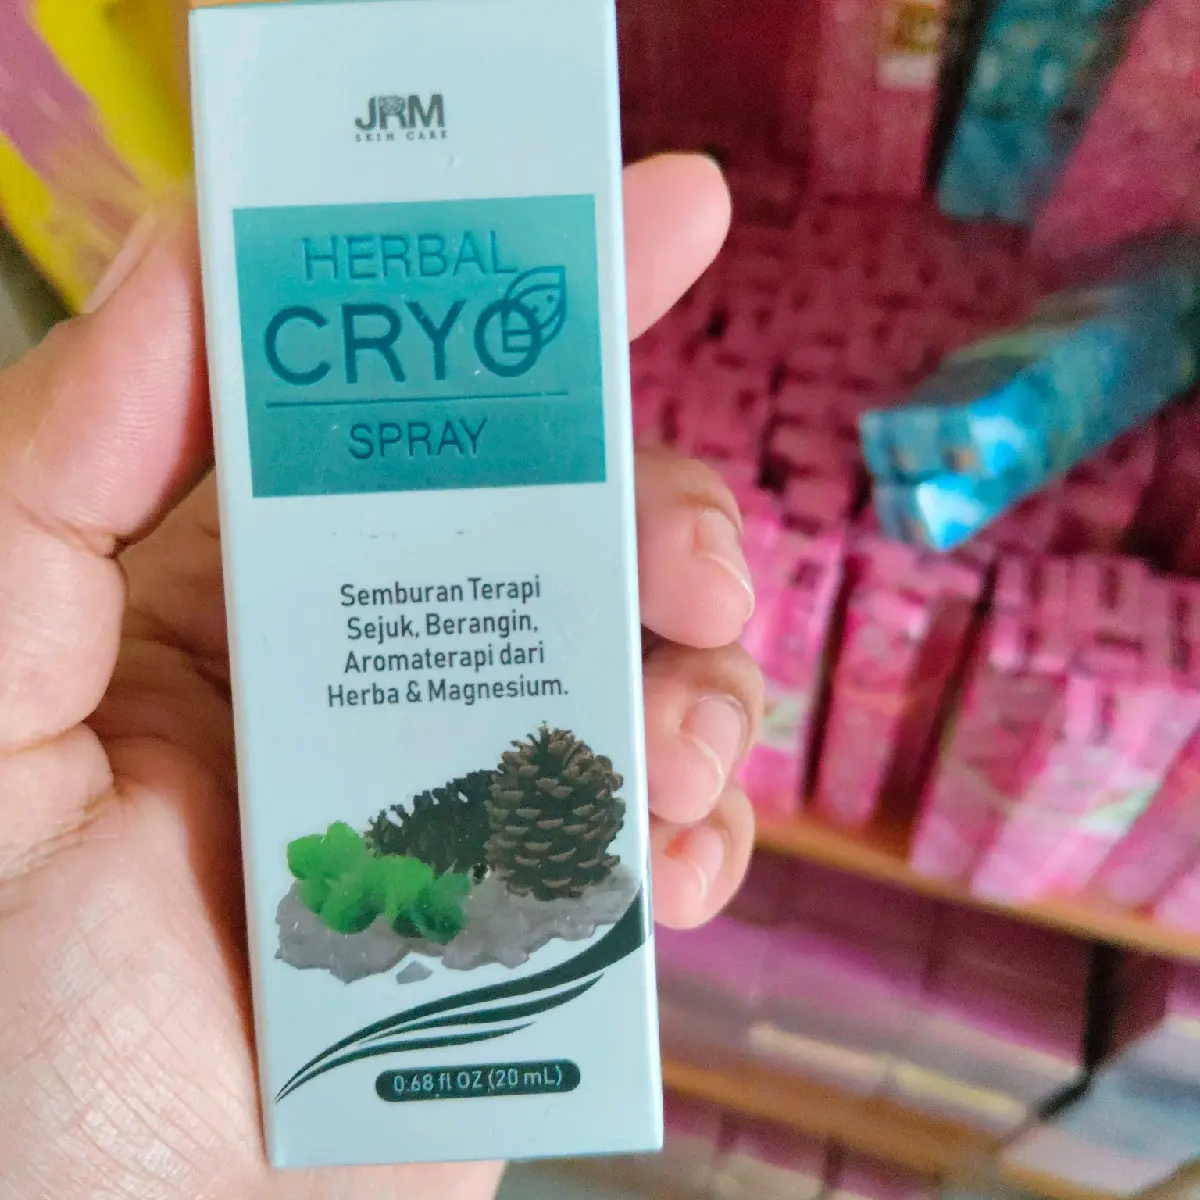 JRM
SKIN CARE
HERBAL
CRYO
SPRAY
Semburan Terapi
Sejuk, Berangin,
Aromaterapi dari
Herba & Magnesium.
0.68 fl OZ (20 mL)